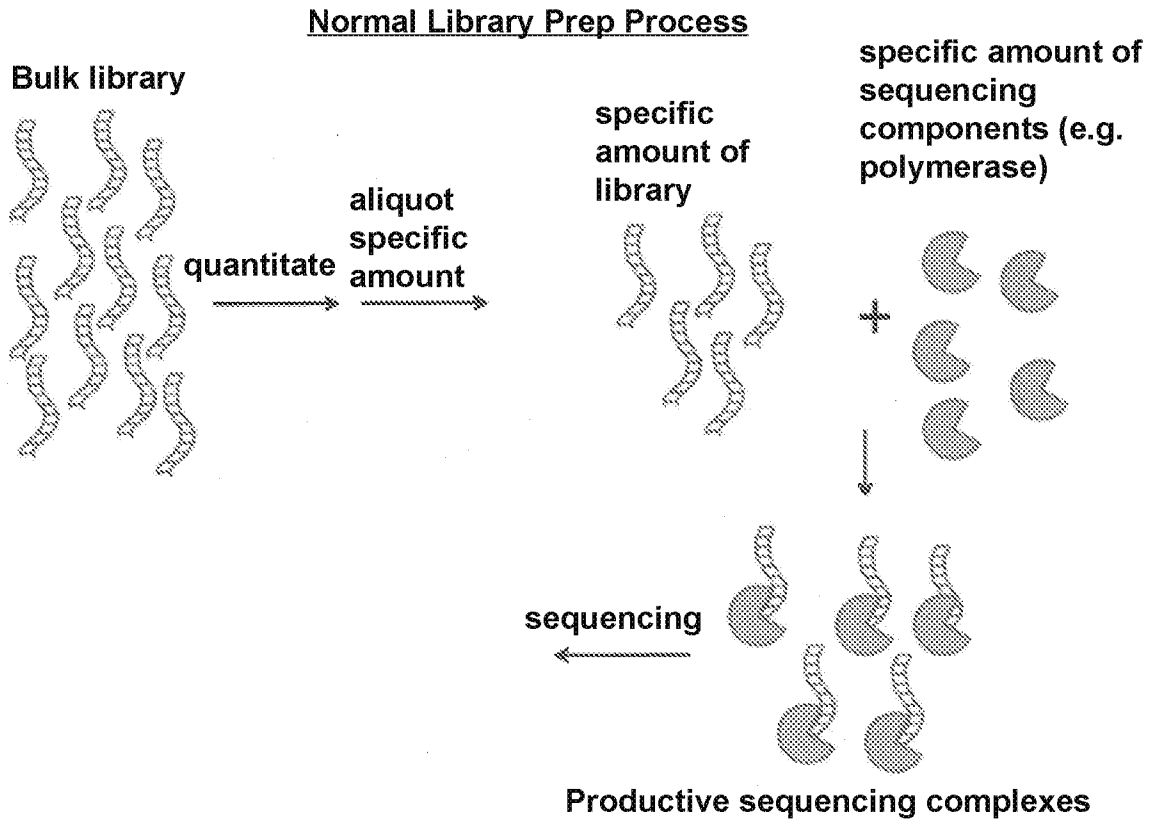 Normal Library Prep Process
Bulk library
quantitate
aliquot
specific
amount
specific
amount of
library
specific amount of
sequencing
components (e.g.
polymerase)
+
sequencing
Productive sequencing complexes